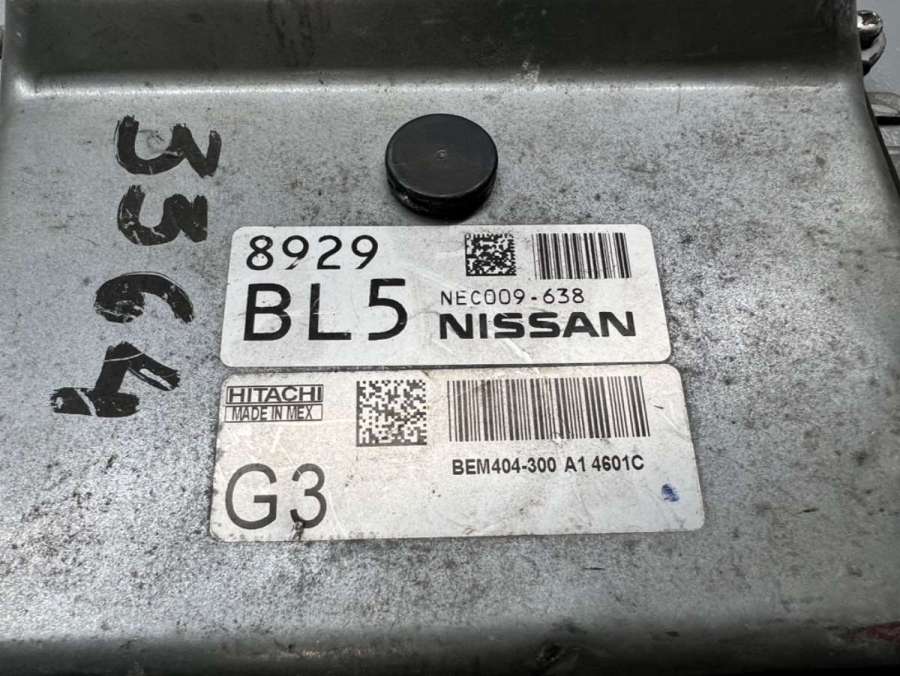 3364
8929
BL5
NEC009-638
NISSAN
HITACHI
MADE IN MEX
G3
BEM404-300 A1 4601C